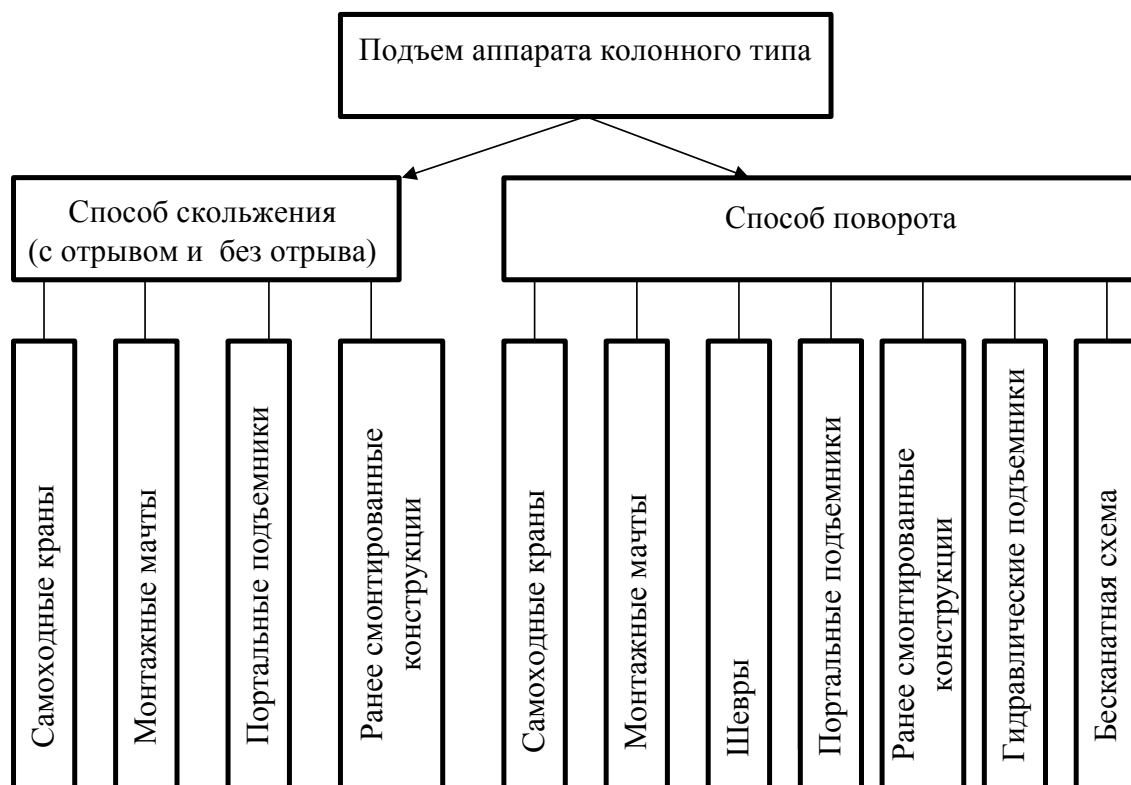 Подъем аппарата колонного типа
Способ скольжения
(с отрывом и без отрыва)
Способ поворота
Самоходные краны
Монтажные мачты
Портальные подъемники
Ранее смонтированные
конструкции
Самоходные краны
Монтажные мачты
Шевры
Портальные подъемники
Ранее смонтированные
конструкции
Гидравлические подъемники
Бесканатная схема